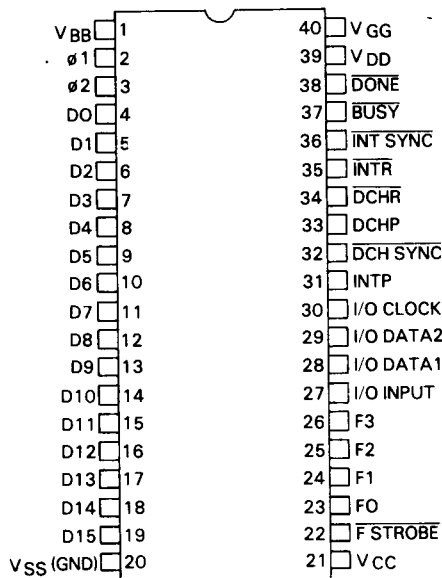 V BB 1 40 V GG
ø1 2 39 V DD
ø2 3 38 DONE
D0 4 37 BUSY
D1 5 36 INT SYNC
D2 6 35 INTR
D3 7 34 DCHR
D4 8 33 DCHP
D5 9 32 DCH SYNC
D6 10 31 INTP
D7 11 30 I/O CLOCK
D8 12 29 I/O DATA2
D9 13 28 I/O DATA1
D10 14 27 I/O INPUT
D11 15 26 F3
D12 16 25 F2
D13 17 24 F1
D14 18 23 F0
D15 19 22 F STROBE
VSS (GND) 20 21 VCC